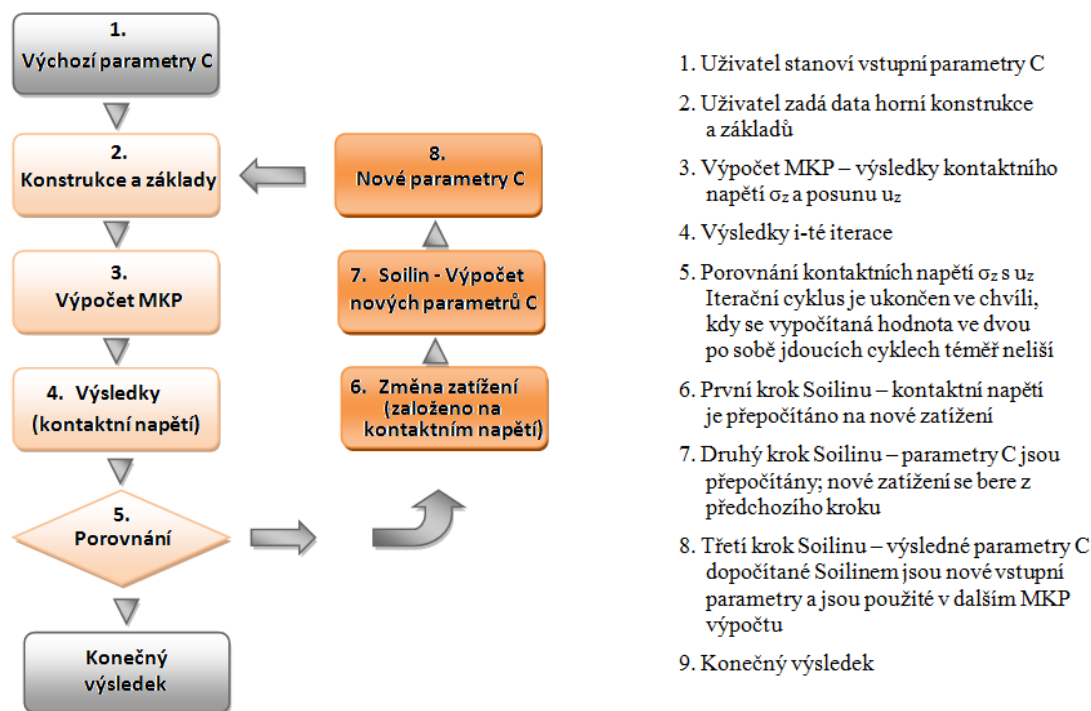 1.
Výchozí parametry C
2.
Konstrukce a základy
3.
Výpočet MKP
4. Výsledky
(kontaktní napětí)
5.
Porovnání
Konečný
výsledek
8.
Nové parametry C
7. Soilin - Výpočet
nových parametrů C
6. Změna zatížení
(založeno na
kontaktním napětí)
1. Uživatel stanoví vstupní parametry C
2. Uživatel zadá data horní konstrukce
a základů
3. Výpočet MKP – výsledky kontaktního
napětí σz a posunu uz
4. Výsledky i-té iterace
5. Porovnání kontaktních napětí σz s uz
Iterační cyklus je ukončen ve chvíli,
kdy se vypočítaná hodnota ve dvou
po sobě jdoucích cyklech téměř neliší
6. První krok Soilinu – kontaktní napětí
je přepočítáno na nové zatížení
7. Druhý krok Soilinu – parametry C jsou
přepočítány; nové zatížení se bere z
předchozího kroku
8. Třetí krok Soilinu – výsledné parametry C
dopočítané Soilinem jsou nové vstupní
parametry a jsou použité v dalším MKP
výpočtu
9. Konečný výsledek